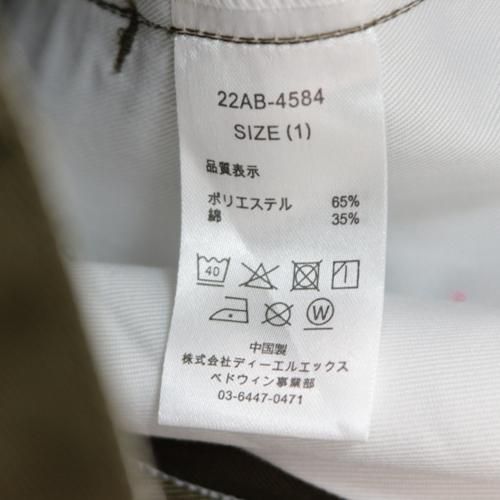 22AB-4584
SIZE (1)
品質表示
ポリエステル 65%
綿 35%
40
W
中国製
株式会社ディーエルエックス
ベドウィン事業部
03-6447-0471